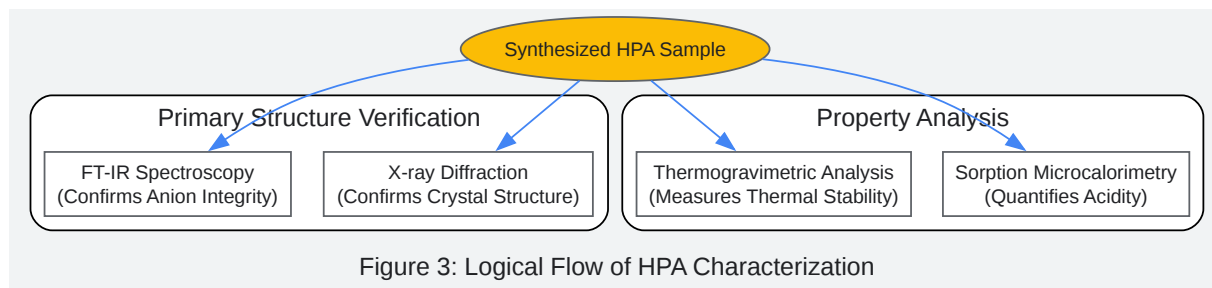 Synthesized HPA Sample
Primary Structure Verification
FT-IR Spectroscopy
(Confirms Anion Integrity)
X-ray Diffraction
(Confirms Crystal Structure)
Property Analysis
Thermogravimetric Analysis
(Measures Thermal Stability)
Sorption Microcalorimetry
(Quantifies Acidity)
Figure 3: Logical Flow of HPA Characterization